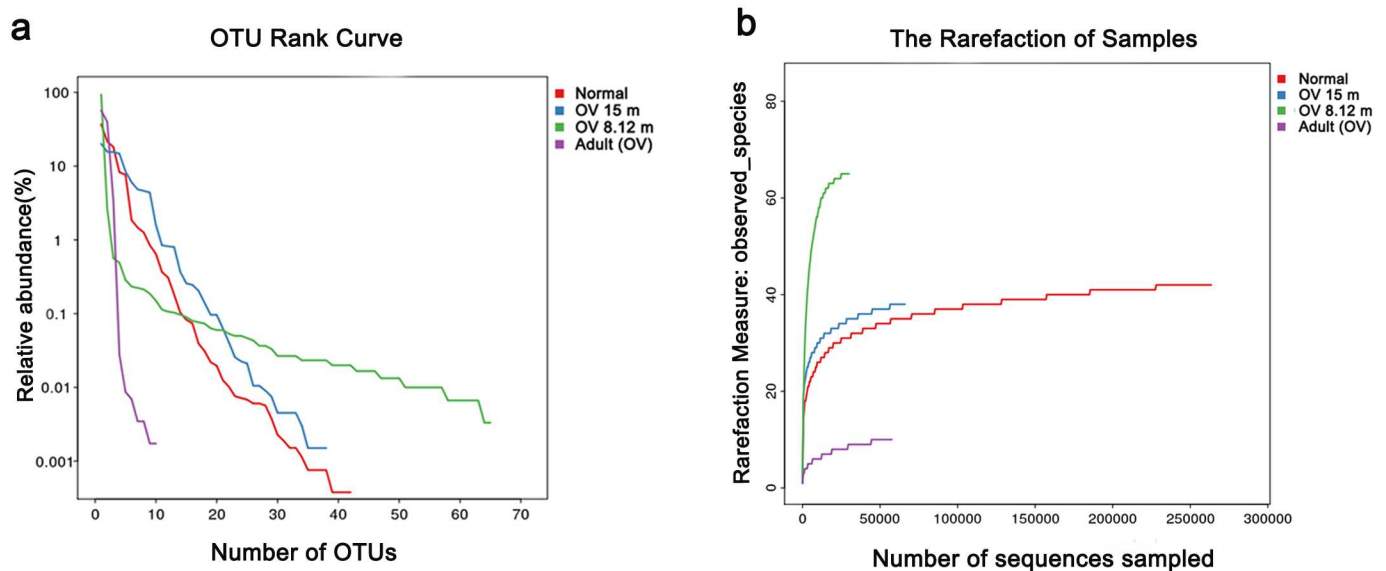 a
OTU Rank Curve
Relative abundance(%)
100
10
1
0.1
0.01
0.001
0 10 20 30 40 50 60 70
Number of OTUs
Normal
OV 15 m
OV 8.12 m
Adult (OV)
b
The Rarefaction of Samples
Rarefaction Measure: observed_species
80
60
40
20
0
0 50000 100000 150000 200000 250000 300000
Number of sequences sampled
Normal
OV 15 m
OV 8.12 m
Adult (OV)